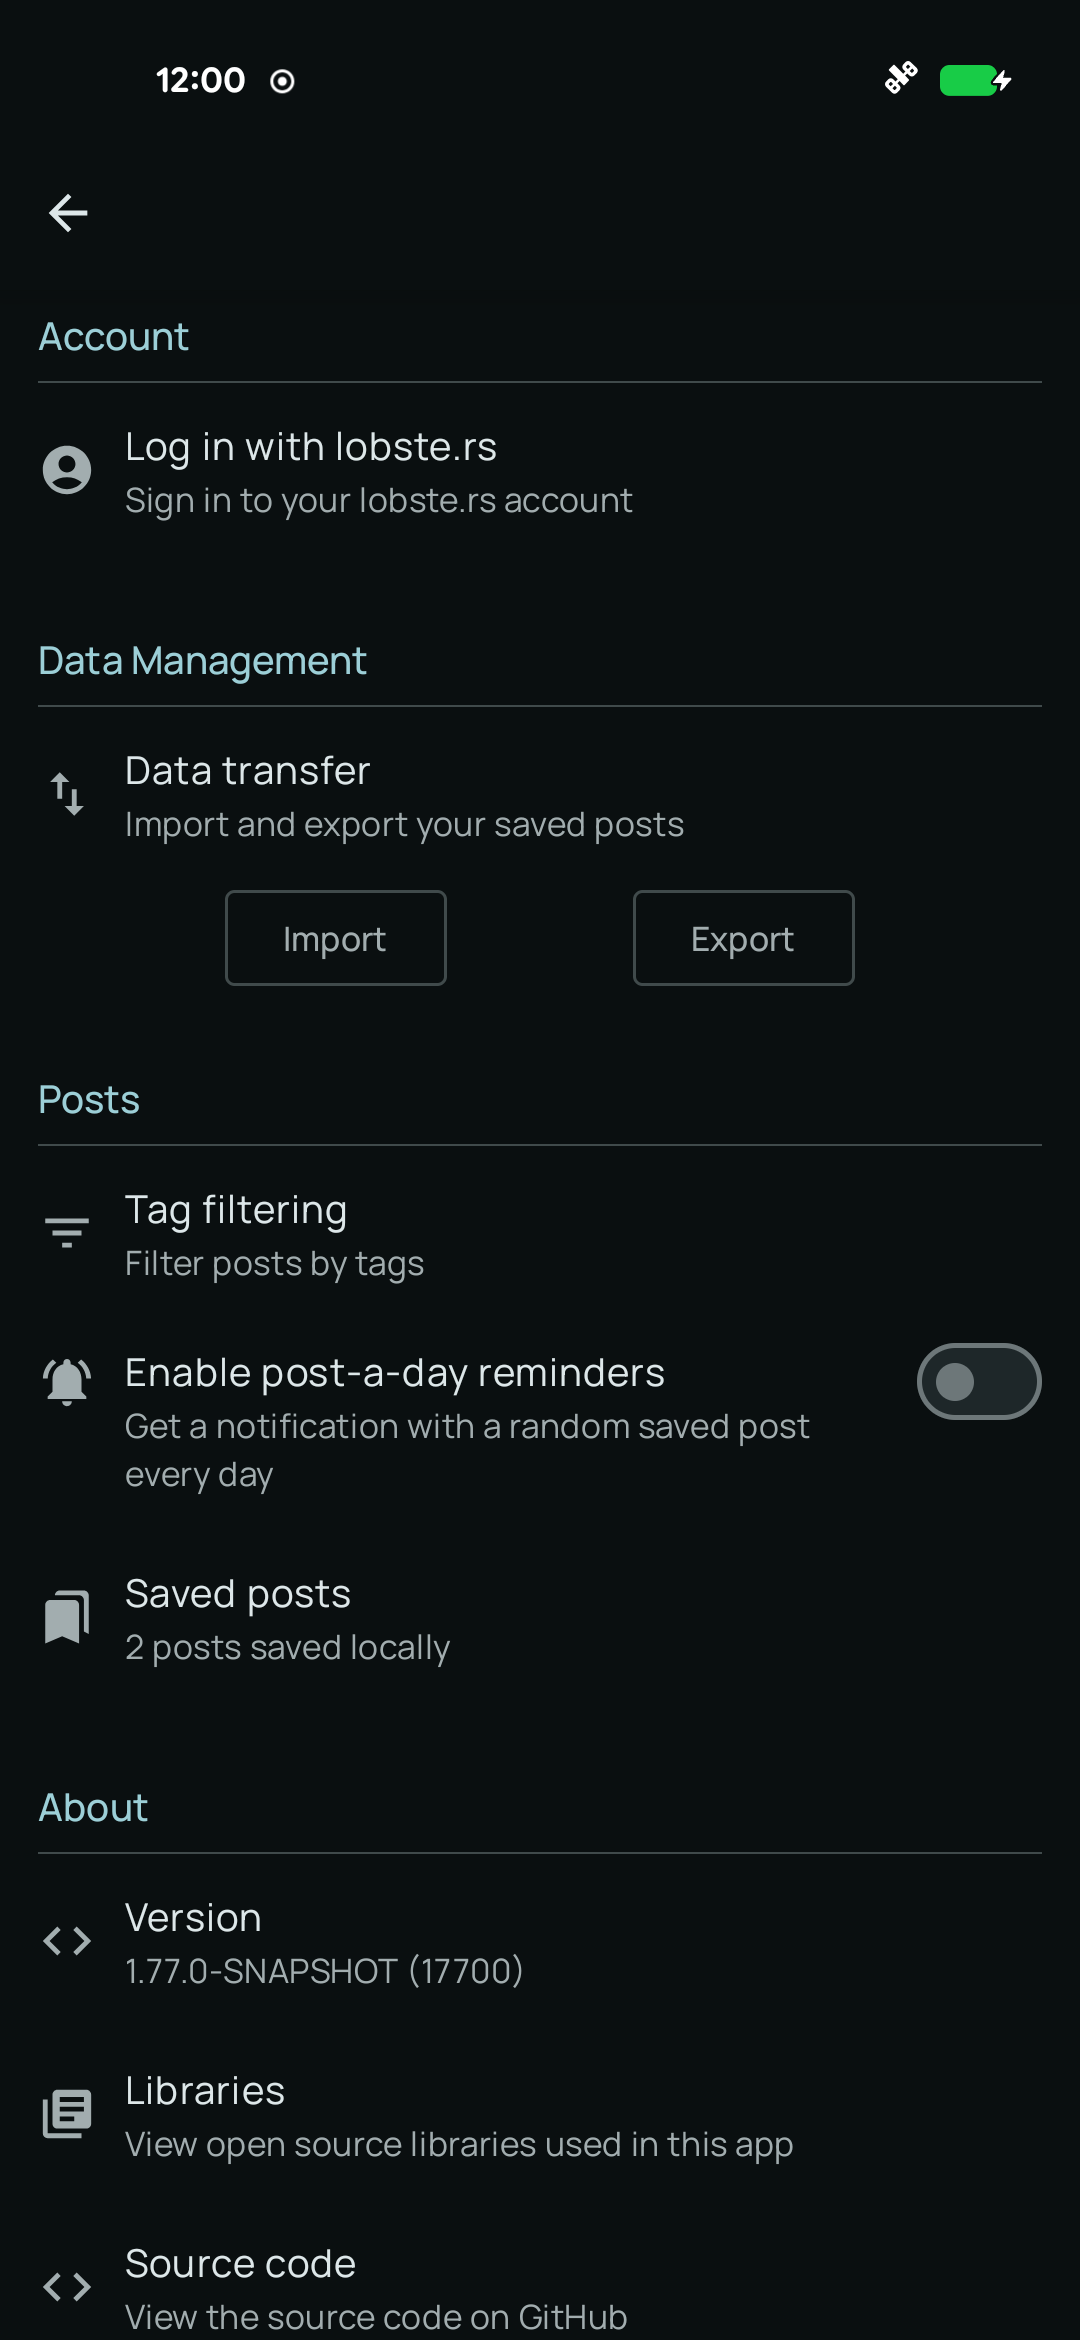 12:00
Account
Log in with lobste.rs
Sign in to your lobste.rs account
Data Management
Data transfer
Import and export your saved posts
Import
Export
Posts
Tag filtering
Filter posts by tags
Enable post-a-day reminders
Get a notification with a random saved post
every day
Saved posts
2 posts saved locally
About
Version
1.77.0-SNAPSHOT (17700)
Libraries
View open source libraries used in this app
Source code
View the source code on GitHub